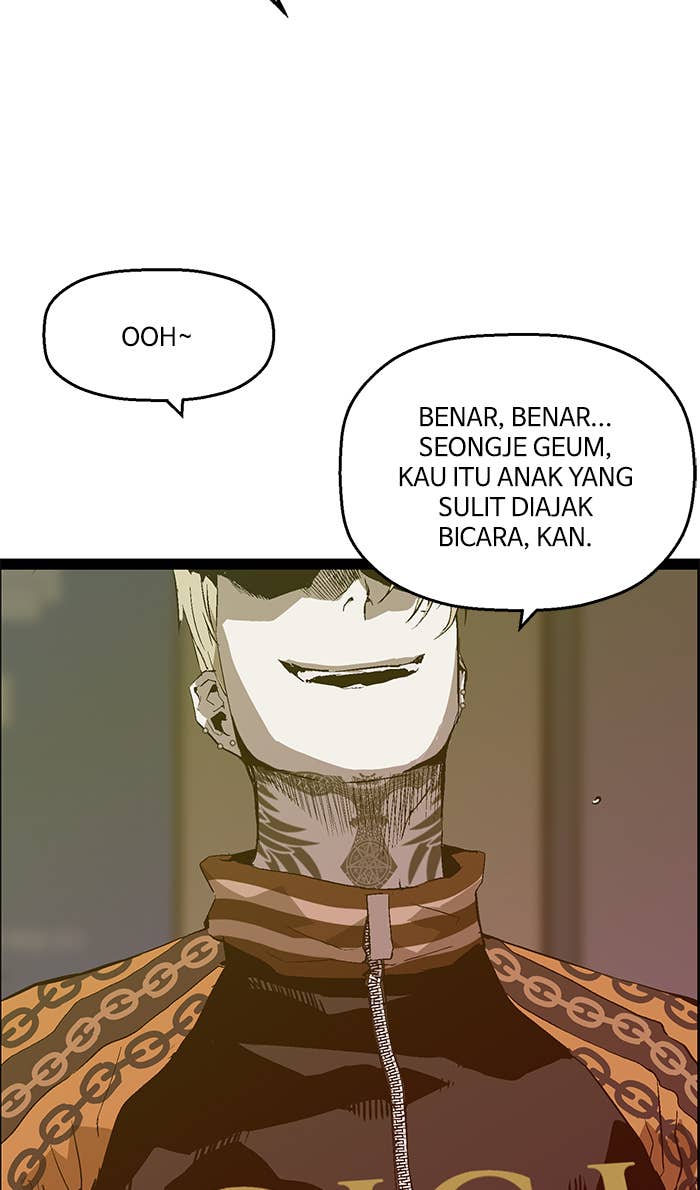 OOH~
BENAR, BENAR...
SEONGJE GEUM,
KAU ITU ANAK YANG
SULIT DIAJAK
BICARA, KAN.